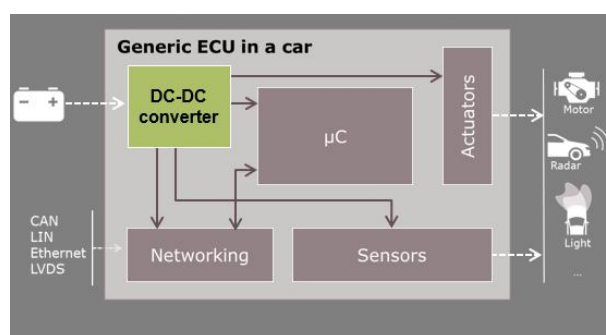 Generic ECU in a car
DC-DC
converter
µC
Actuators
Motor
Radar
Light
...
CAN
LIN
Ethernet
LVDS
Networking
Sensors